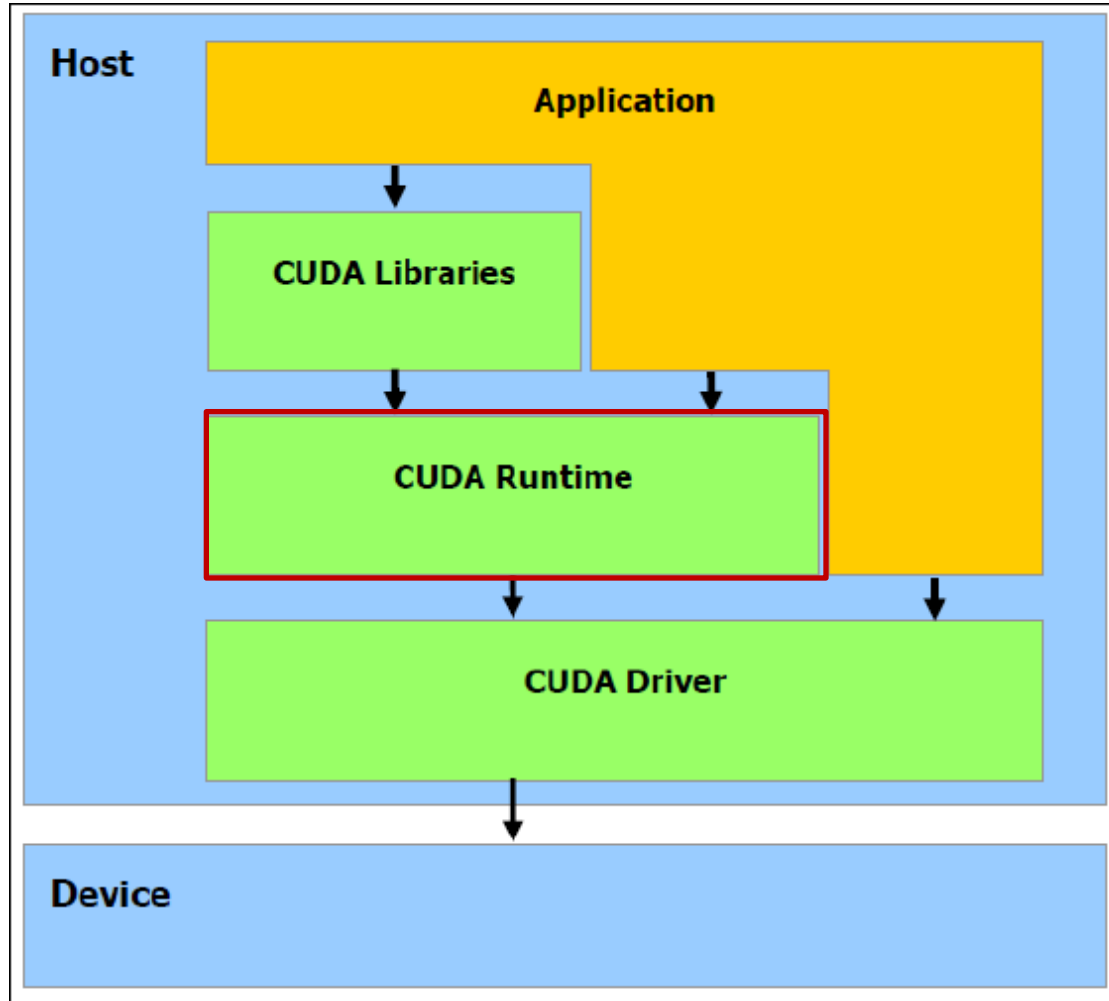 Host
Application
CUDA Libraries
CUDA Runtime
CUDA Driver
Device